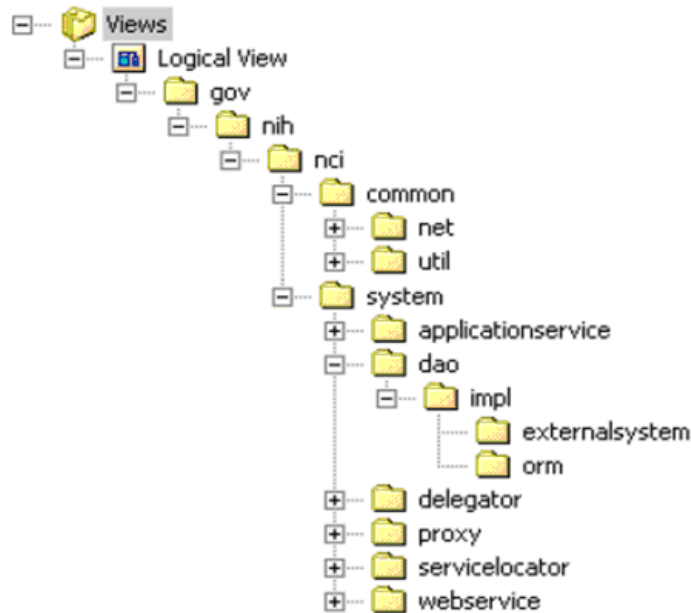 Views
Logical View
gov
nih
nci
common
net
util
system
applicationservice
dao
impl
externalsystem
orm
delegator
proxy
servicelocator
webservice